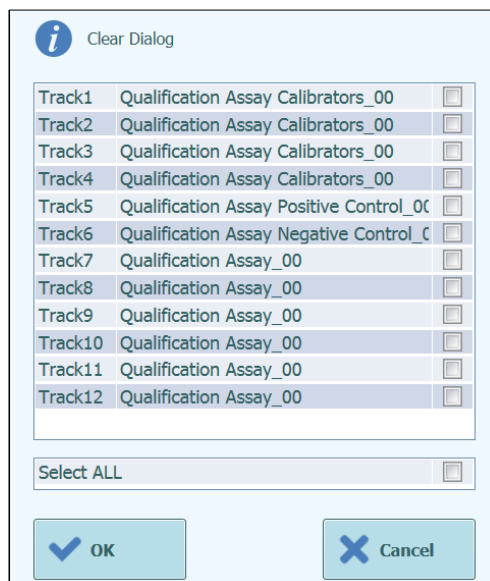 Clear Dialog
Track1 Qualification Assay Calibrators_00
Track2 Qualification Assay Calibrators_00
Track3 Qualification Assay Calibrators_00
Track4 Qualification Assay Calibrators_00
Track5 Qualification Assay Positive Control_00
Track6 Qualification Assay Negative Control_0
Track7 Qualification Assay_00
Track8 Qualification Assay_00
Track9 Qualification Assay_00
Track10 Qualification Assay_00
Track11 Qualification Assay_00
Track12 Qualification Assay_00
Select ALL
OK Cancel